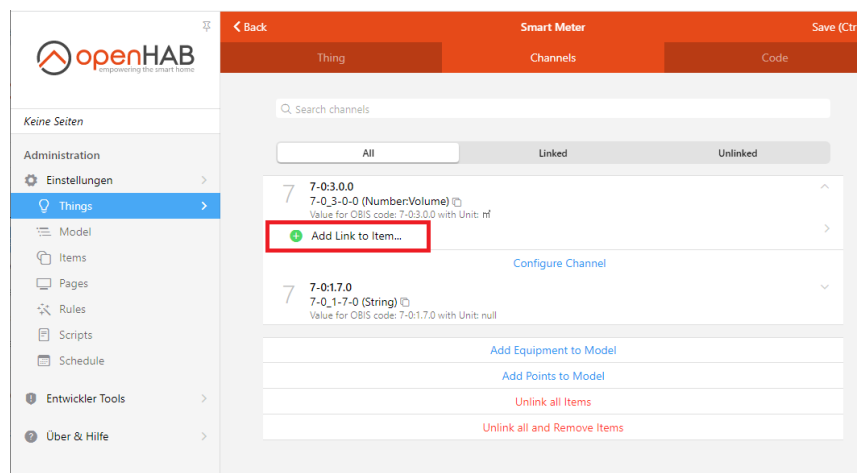 openHAB
empowering the smart home
Keine Seiten
Administration
Einstellungen
Things
Model
Items
Pages
Rules
Scripts
Schedule
Entwickler Tools
Über & Hilfe
Back
Smart Meter
Save (Ctr
Thing
Channels
Code
Search channels
All
Linked
Unlinked
7
7-0:3.0.0
7-0_3-0-0 (Number:Volume)
Value for OBIS code: 7-0:3.0.0 with Unit: ㎥
Add Link to Item...
Configure Channel
7
7-0:1.7.0
7-0_1-7-0 (String)
Value for OBIS code: 7-0:1.7.0 with Unit: null
Add Equipment to Model
Add Points to Model
Unlink all Items
Unlink all and Remove Items